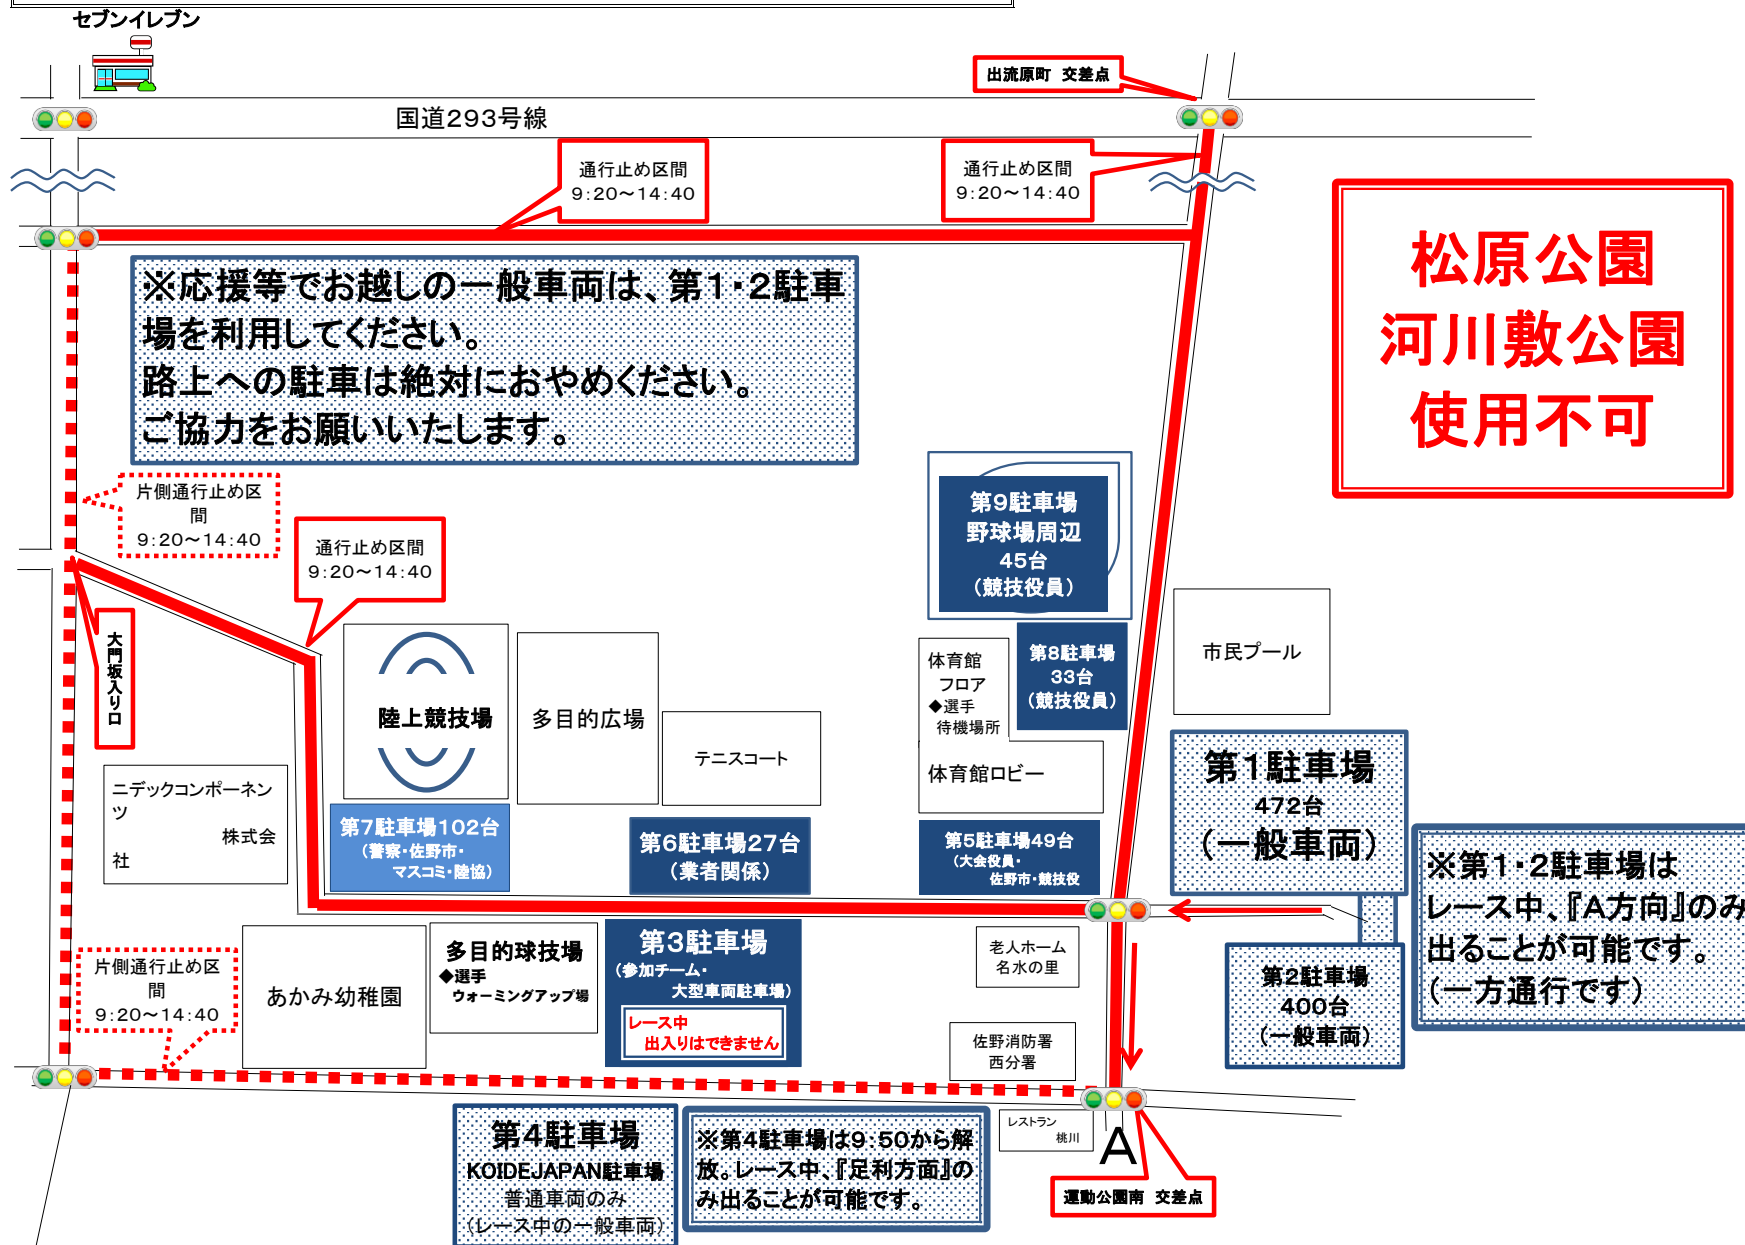 セブンイレブン
出流原町 交差点
国道293号線
通行止め区間
9:20～14:40
通行止め区間
9:20～14:40
松原公園
河川敷公園
使用不可
※応援等でお越しの一般車両は、第1・2駐車
場を利用してください。
路上への駐車は絶対におやめください。
ご協力をお願いいたします。
片側通行止め区
間
9:20～14:40
通行止め区間
9:20～14:40
第9駐車場
野球場周辺
45台
（競技役員）
大門坂入り口
陸上競技場
多目的広場
テニスコート
体育館
フロア
◆選手
待機場所
体育館ロビー
第8駐車場
33台
（競技役員）
市民プール
ニデックコンポーネン
ツ
株式会
社
第7駐車場102台
（警察・佐野市・
マスコミ・陸協）
第6駐車場27台
（業者関係）
第5駐車場49台
（大会役員・
佐野市・競技役
第1駐車場
472台
（一般車両）
※第1・2駐車場は
レース中、『A方向』のみ
出ることが可能です。
（一方通行です）
片側通行止め区
間
9:20～14:40
あかみ幼稚園
多目的球技場
◆選手
ウォーミングアップ場
第3駐車場
（参加チーム・
大型車両駐車場）
レース中
出入りはできません
老人ホーム
名水の里
佐野消防署
西分署
第2駐車場
400台
（一般車両）
第4駐車場
KOIDEJAPAN駐車場
普通車両のみ
（レース中の一般車両）
※第4駐車場は9:50から解
放。レース中、『足利方面』の
み出ることが可能です。
レストラン
桃川
A
運動公園南 交差点